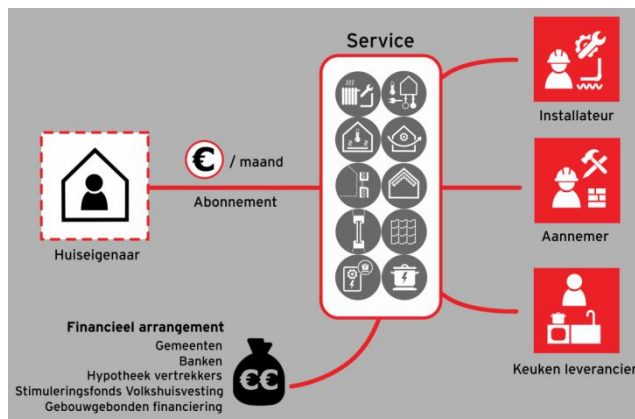 Service
Installateur
€ / maand
Abonnement
Huiseigenaar
Aannemer
Financieel arrangement
Gemeenten
Banken
Hypotheek vertrekkers
Stimuleringsfonds Volkshuisvesting
Gebouwgebonden financiering
€€
Keuken leverancier